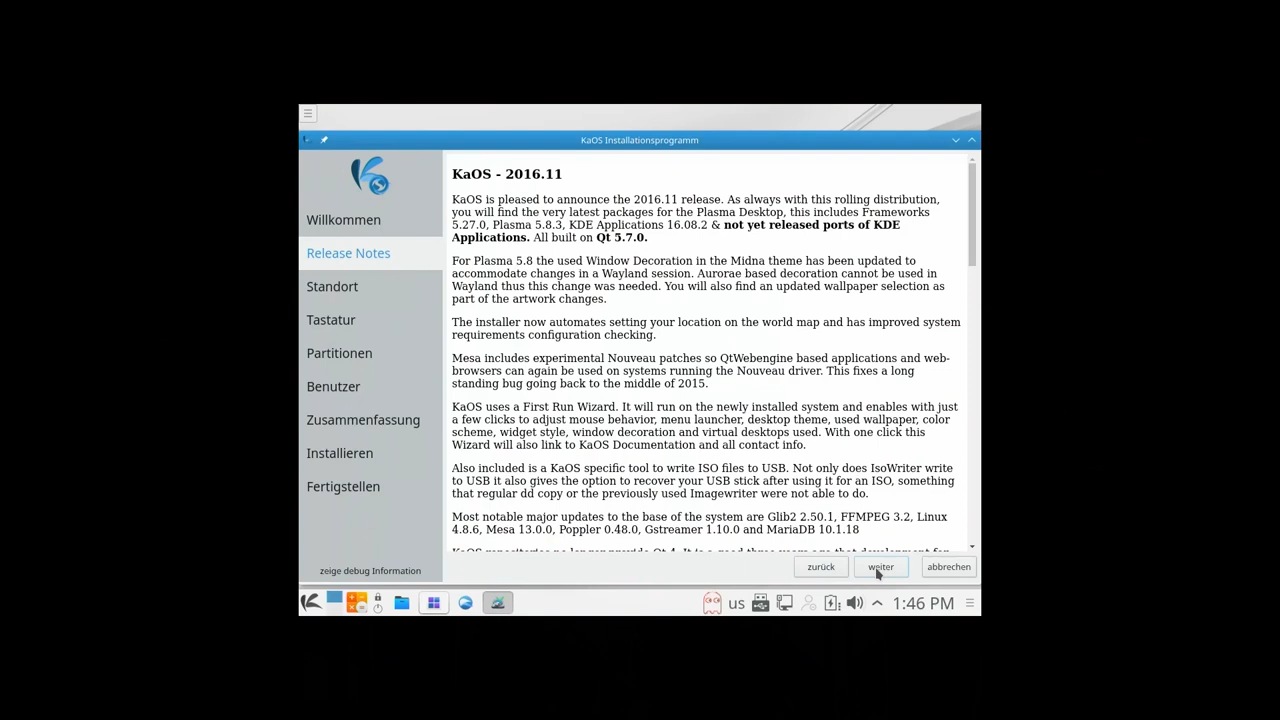 KaOS Installationsprogramm
Willkommen
Release Notes
Standort
Tastatur
Partitionen
Benutzer
Zusammenfassung
Installieren
Fertigstellen
zeige debug Information
KaOS - 2016.11
KaOS is pleased to announce the 2016.11 release. As always with this rolling distribution,
you will find the very latest packages for the Plasma Desktop, this includes Frameworks
5.27.0, Plasma 5.8.3, KDE Applications 16.08.2 & not yet released ports of KDE
Applications. All built on Qt 5.7.0.
For Plasma 5.8 the used Window Decoration in the Midna theme has been updated to
accommodate changes in a Wayland session. Aurorae based decoration cannot be used in
Wayland thus this change was needed. You will also find an updated wallpaper selection as
part of the artwork changes.
The installer now automates setting your location on the world map and has improved system
requirements configuration checking.
Mesa includes experimental Nouveau patches so QtWebengine based applications and web-
browsers can again be used on systems running the Nouveau driver. This fixes a long
standing bug going back to the middle of 2015.
KaOS uses a First Run Wizard. It will run on the newly installed system and enables with just
a few clicks to adjust mouse behavior, menu launcher, desktop theme, used wallpaper, color
scheme, widget style, window decoration and virtual desktops used. With one click this
Wizard will also link to KaOS Documentation and all contact info.
Also included is a KaOS specific tool to write ISO files to USB. Not only does IsoWriter write
to USB it also gives the option to recover your USB stick after using it for an ISO, something
that regular dd copy or the previously used Imagewriter were not able to do.
Most notable major updates to the base of the system are Glib2 2.50.1, FFMPEG 3.2, Linux
4.8.6, Mesa 13.0.0, Poppler 0.48.0, Gstreamer 1.10.0 and MariaDB 10.1.18
zurück
weiter
abbrechen
us
1:46 PM